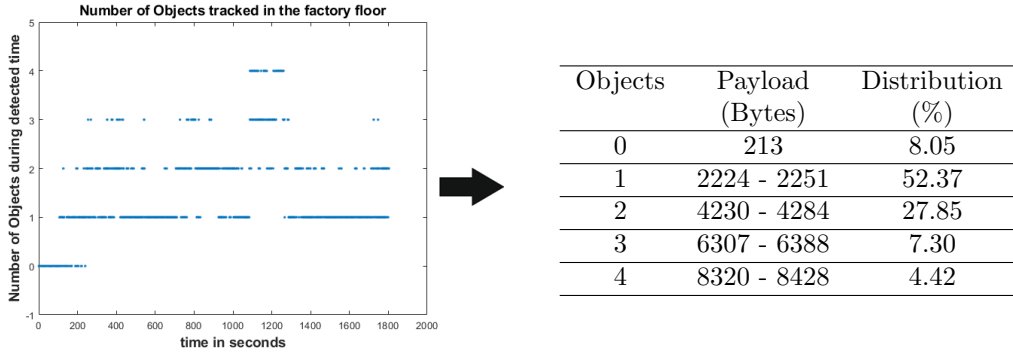 Number of Objects tracked in the factory floor
Number of Objects during detected time
5
4
3
2
1
0
-1
0 200 400 600 800 1000 1200 1400 1600 1800 2000
time in seconds
Objects Payload Distribution
(Bytes) (%)
0 213 8.05
1 2224 - 2251 52.37
2 4230 - 4284 27.85
3 6307 - 6388 7.30
4 8320 - 8428 4.42